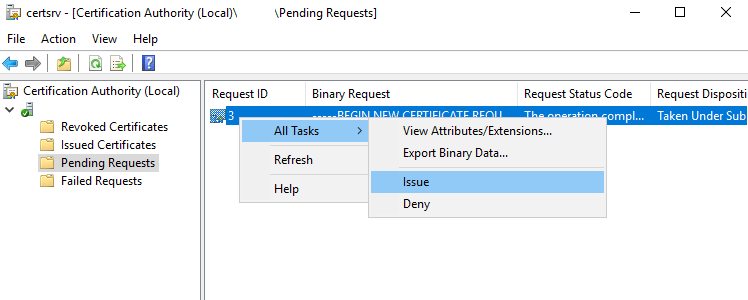 certsrv - [Certification Authority (Local)\ \Pending Requests]
File Action View Help
Certification Authority (Local)
Revoked Certificates
Issued Certificates
Pending Requests
Failed Requests
Request ID Binary Request Request Status Code Request Dispositi
3 -----BEGIN NEW CERTIFICATE REQU... The operation compl... Taken Under Sub
All Tasks
Refresh
Help
View Attributes/Extensions...
Export Binary Data...
Issue
Deny